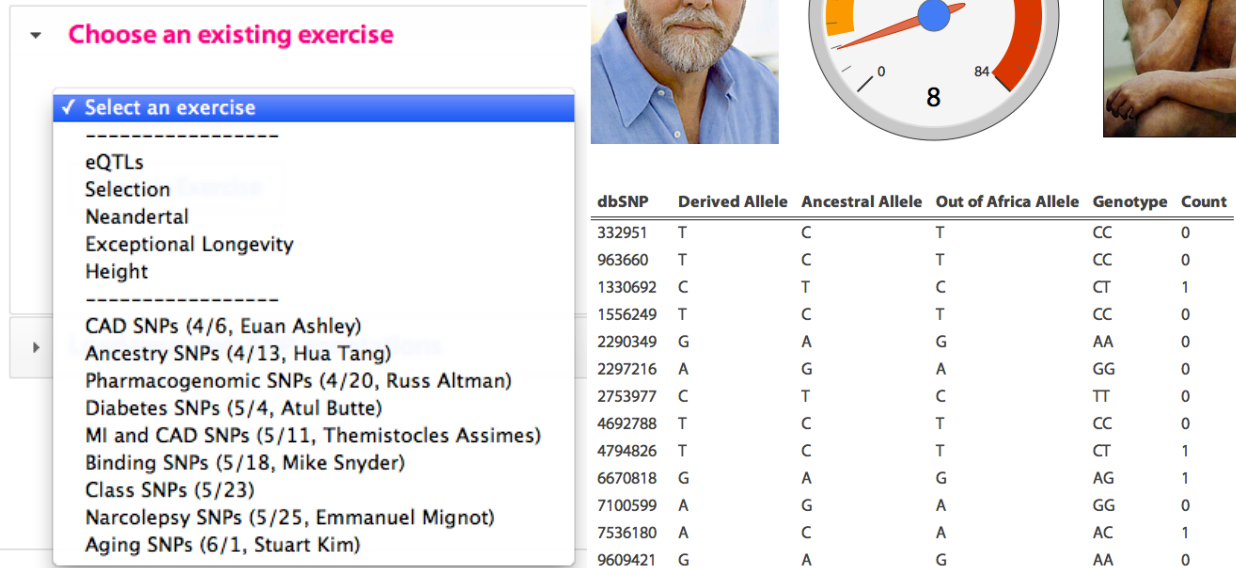 Choose an existing exercise
✓ Select an exercise
-----------------
eQTLs
Selection
Neandertal
Exceptional Longevity
Height
-----------------
CAD SNPs (4/6, Euan Ashley)
Ancestry SNPs (4/13, Hua Tang)
Pharmacogenomic SNPs (4/20, Russ Altman)
Diabetes SNPs (5/4, Atul Butte)
MI and CAD SNPs (5/11, Themistocles Assimes)
Binding SNPs (5/18, Mike Snyder)
Class SNPs (5/23)
Narcolepsy SNPs (5/25, Emmanuel Mignot)
Aging SNPs (6/1, Stuart Kim)
0 84
8
dbSNP Derived Allele Ancestral Allele Out of Africa Allele Genotype Count
332951 T C T CC 0
963660 T C T CC 0
1330692 C T C CT 1
1556249 T C T CC 0
2290349 G A G AA 0
2297216 A G A GG 0
2753977 C T C TT 0
4692788 T C T CC 0
4794826 T C T CT 1
6670818 G A G AG 1
7100599 A G A GG 0
7536180 A C A AC 1
9609421 G A G AA 0